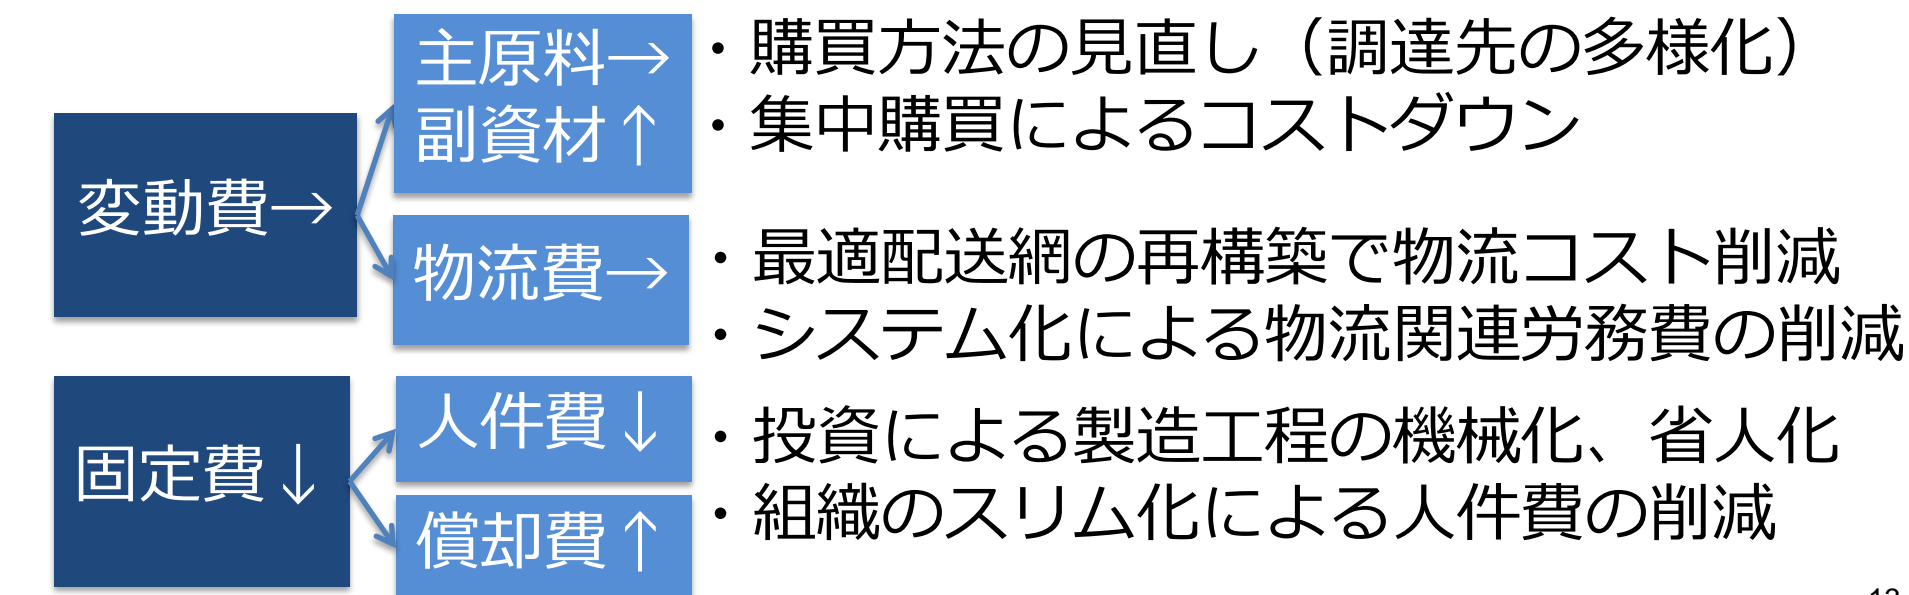 変動費→
主原料→
副資材↑
・購買方法の見直し（調達先の多様化）
・集中購買によるコストダウン
物流費→
・最適配送網の再構築で物流コスト削減
・システム化による物流関連労務費の削減
固定費↓
人件費↓
償却費↑
・投資による製造工程の機械化、省人化
・組織のスリム化による人件費の削減